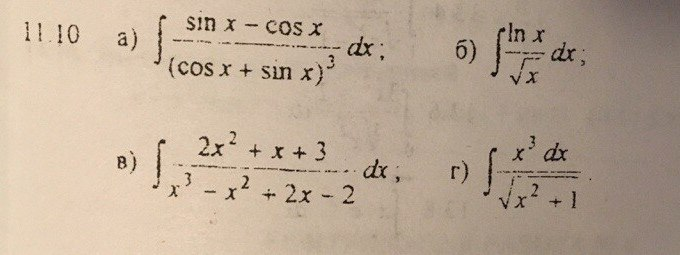 11.10 а) ∫ (sin x − cos x)/(cos x + sin x)³ dx; б) ∫ ln x/√x dx;
в) ∫ (2x² + x + 3)/(x³ − x² + 2x − 2) dx; г) ∫ x³ dx/√(x² + 1).